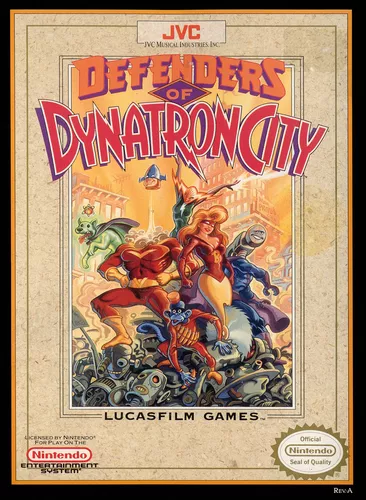 JVC
JVC MUSICAL INDUSTRIES, INC.
DEFENDERS
OF
DYNATRON CITY
LUCASFILM GAMES™
LICENSED BY NINTENDO®
FOR PLAY ON THE
Nintendo
ENTERTAINMENT
SYSTEM®
Official
Nintendo
Seal of Quality
REV-A